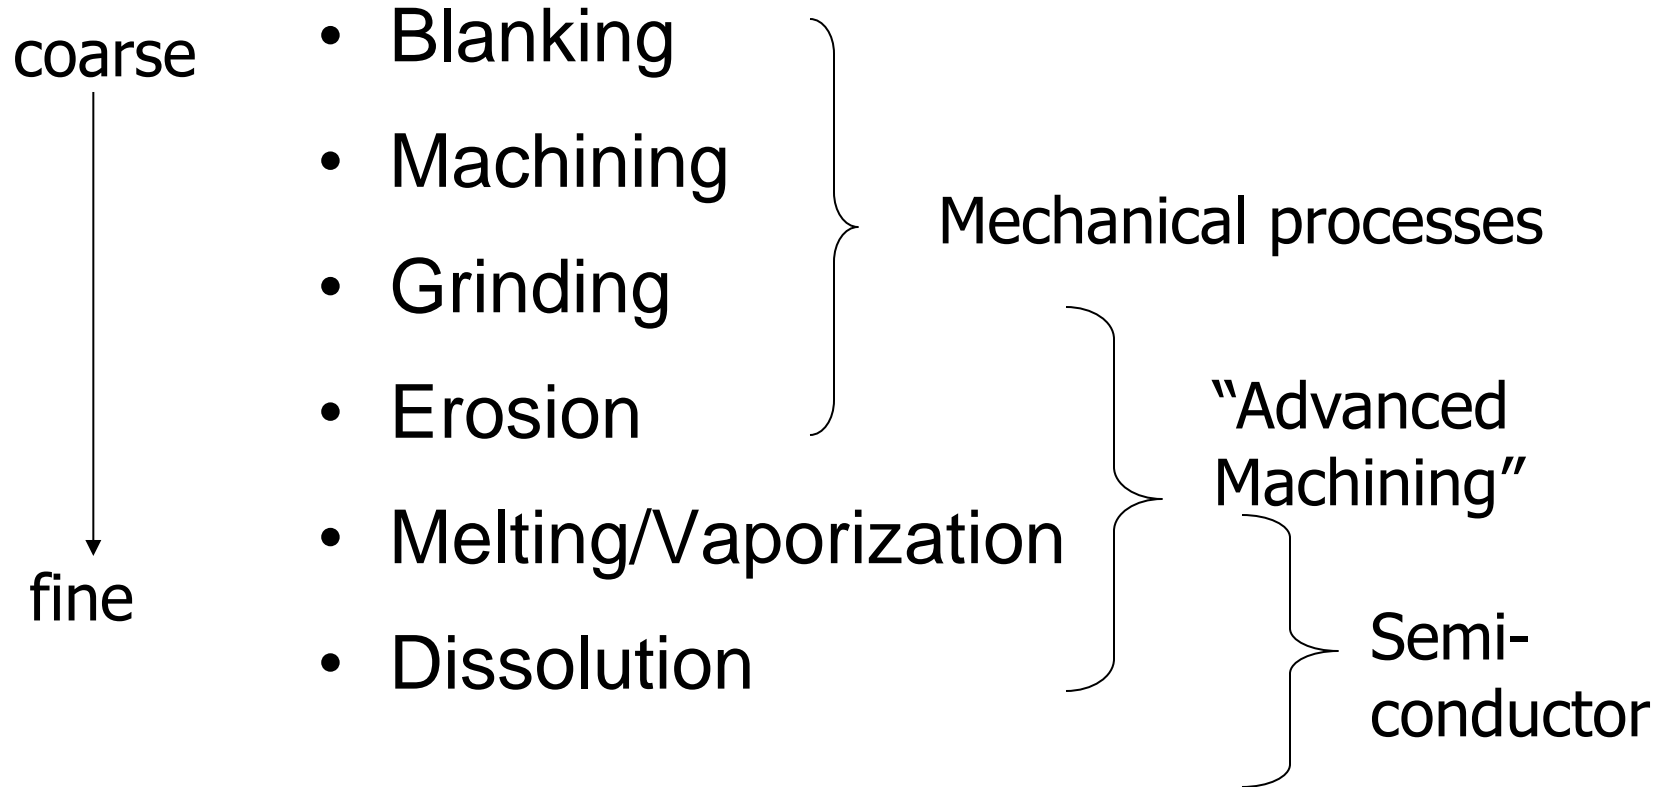 coarse
fine
• Blanking
• Machining
• Grinding
• Erosion
• Melting/Vaporization
• Dissolution
Mechanical processes
“Advanced
Machining”
Semi-
conductor